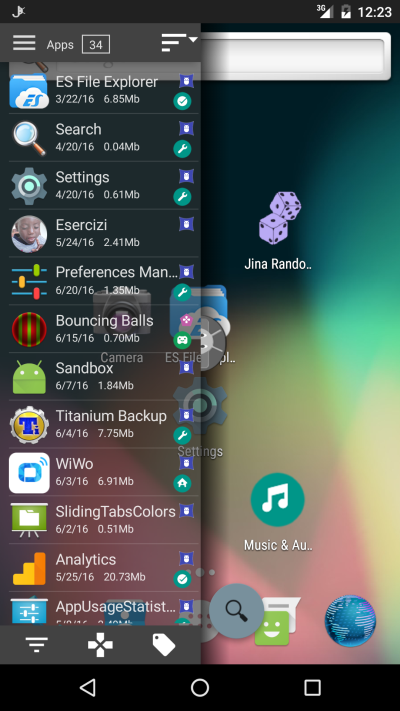 3G
12:23
Apps 34
ES File Explorer
3/22/16 6.85Mb
Search
4/20/16 0.04Mb
Settings
4/20/16 0.61Mb
Esercizi
5/24/16 2.41Mb
Preferences Man...
6/20/16 1.35Mb
Bouncing Balls
6/15/16 0.70Mb
Sandbox
6/7/16 1.84Mb
Titanium Backup
6/4/16 7.75Mb
WiWo
6/3/16 6.91Mb
SlidingTabsColors
6/2/16 0.51Mb
Analytics
5/25/16 20.73Mb
AppUsageStatist...
Jina Rando..
Camera
ES File Expl..
Settings
Music & Au..